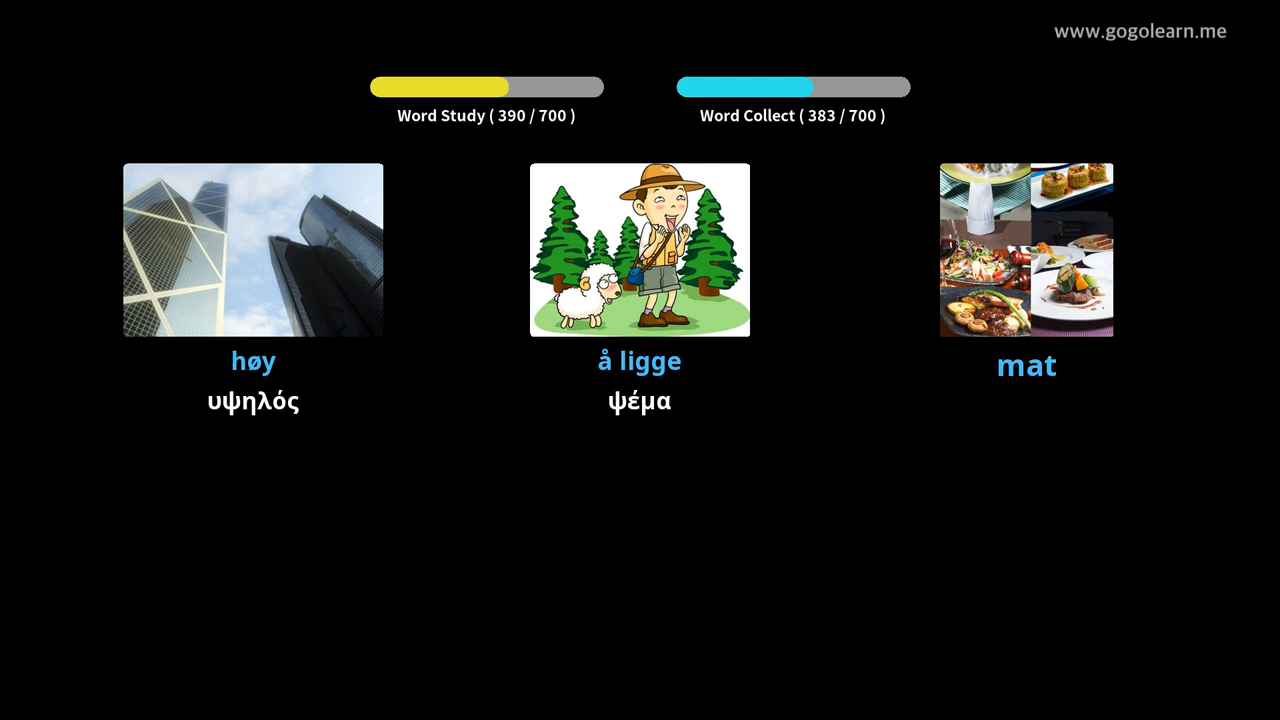 www.gogolearn.me
Word Study ( 390 / 700 )
Word Collect ( 383 / 700 )
høy
υψηλός
å ligge
ψέμα
mat